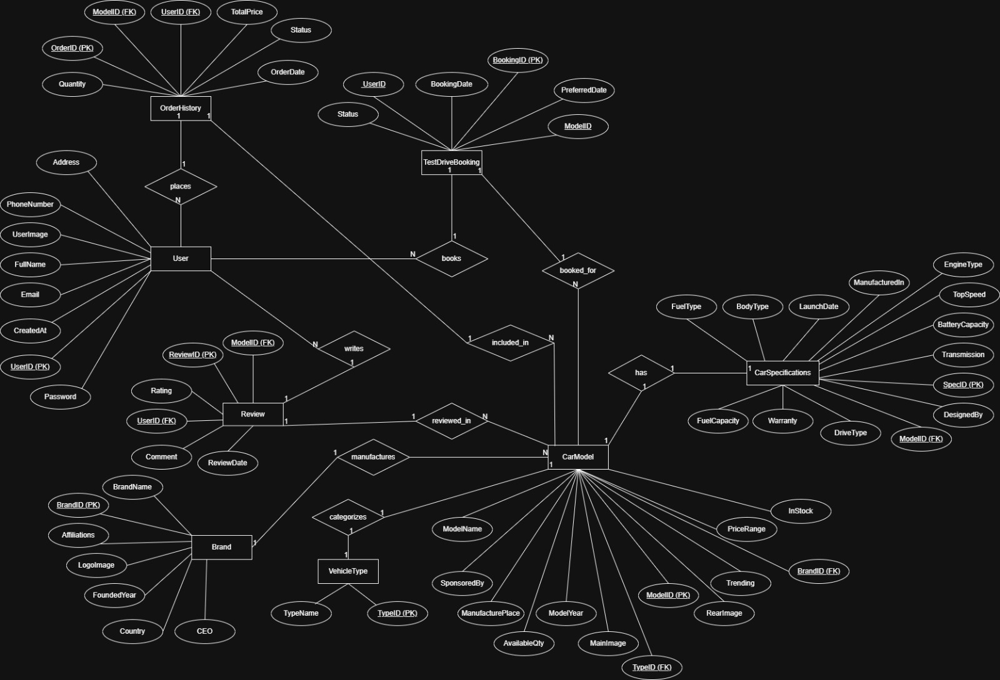 ModelID (FK)
UserID (FK)
TotalPrice
Status
OrderID (PK)
OrderDate
Quantity
OrderHistory
1
1
BookingID (PK)
UserID
BookingDate
PreferredDate
Status
ModelID
TestDriveBooking
1
1
Address
1
places
N
PhoneNumber
UserImage
FullName
Email
CreatedAt
UserID (PK)
Password
User
N
1
books
1
booked_for
N
EngineType
ManufacturedIn
TopSpeed
FuelType
BodyType
LaunchDate
BatteryCapacity
Transmission
SpecID (PK)
DesignedBy
ModelID (FK)
DriveType
Warranty
FuelCapacity
1
CarSpecifications
1
has
1
1
included_in
N
N
writes
1
ModelID (FK)
ReviewID (PK)
Rating
UserID (FK)
Comment
ReviewDate
1
Review
1
1
reviewed_in
N
1
manufactures
N
1
CarModel
1
BrandName
BrandID (PK)
Affiliations
LogoImage
FoundedYear
Country
CEO
Brand
1
categorizes
1
1
1
VehicleType
TypeName
TypeID (PK)
InStock
ModelName
PriceRange
BrandID (FK)
SponsoredBy
Trending
ModelID (PK)
ManufacturePlace
ModelYear
RearImage
AvailableQty
MainImage
TypeID (FK)